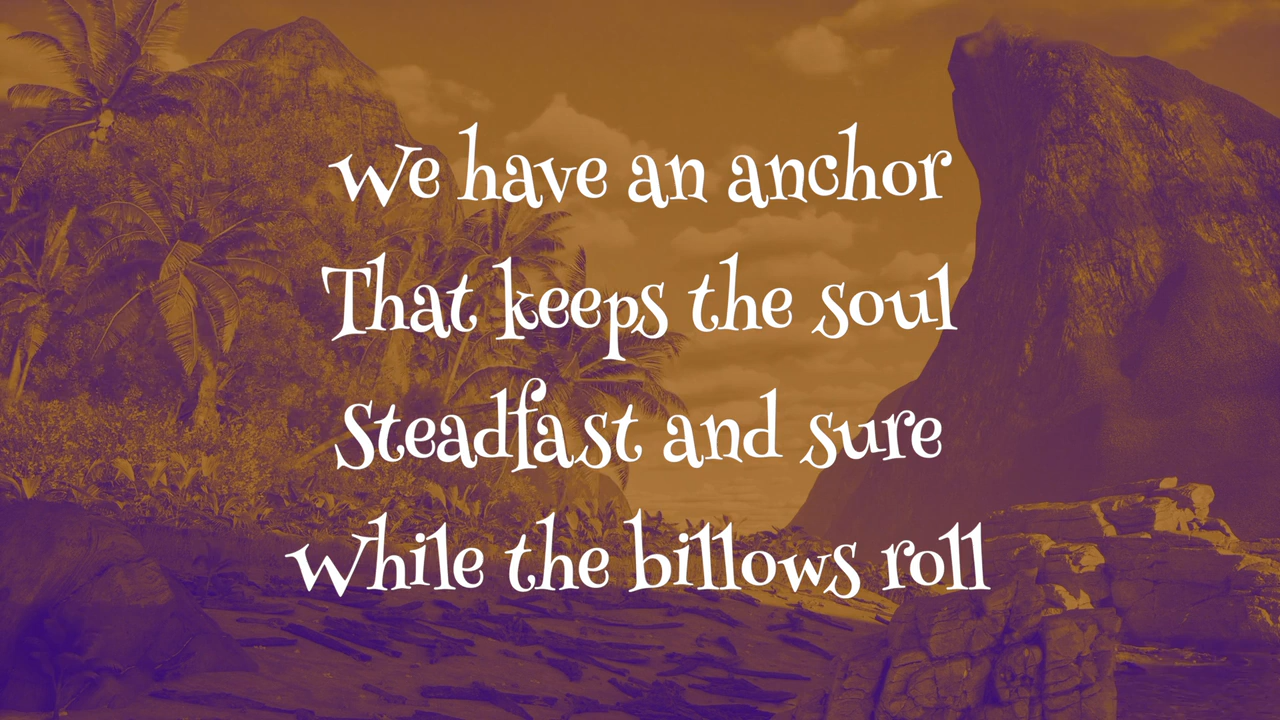 We have an anchor
That keeps the soul
Steadfast and sure
While the billows roll